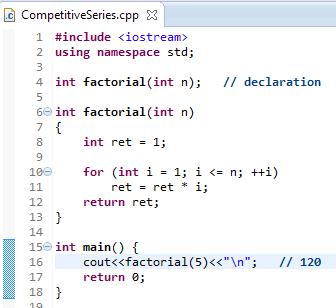 CompetitiveSeries.cpp
1 #include <iostream>
2 using namespace std;
3
4 int factorial(int n);   // declaration
5
6 int factorial(int n)
7 {
8     int ret = 1;
9
10     for (int i = 1; i <= n; ++i)
11         ret = ret * i;
12     return ret;
13 }
14
15 int main() {
16     cout<<factorial(5)<<"\n";   // 120
17     return 0;
18 }